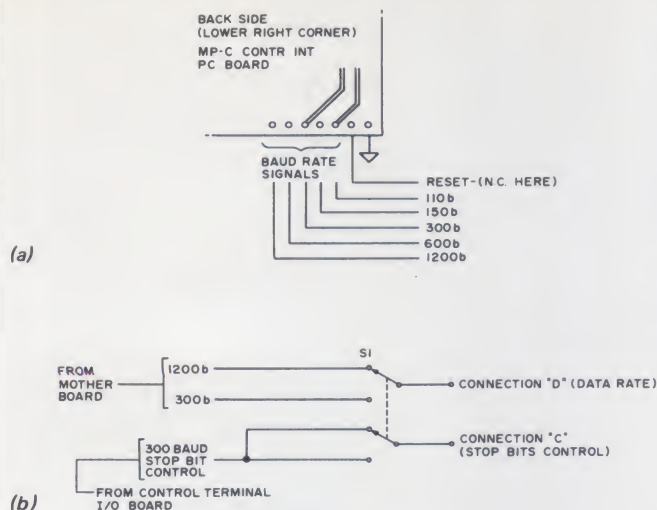 BACK SIDE
(LOWER RIGHT CORNER)
MP-C CONTR INT
PC BOARD
BAUD RATE
SIGNALS
RESET-(N.C. HERE)
110b
150b
300b
600b
1200b
(a)
S1
FROM
MOTHER
BOARD
1200b
300b
CONNECTION "D" (DATA RATE)
300 BAUD
STOP BIT
CONTROL
CONNECTION "C"
(STOP BITS CONTROL)
FROM CONTROL TERMINAL
I/O BOARD
(b)